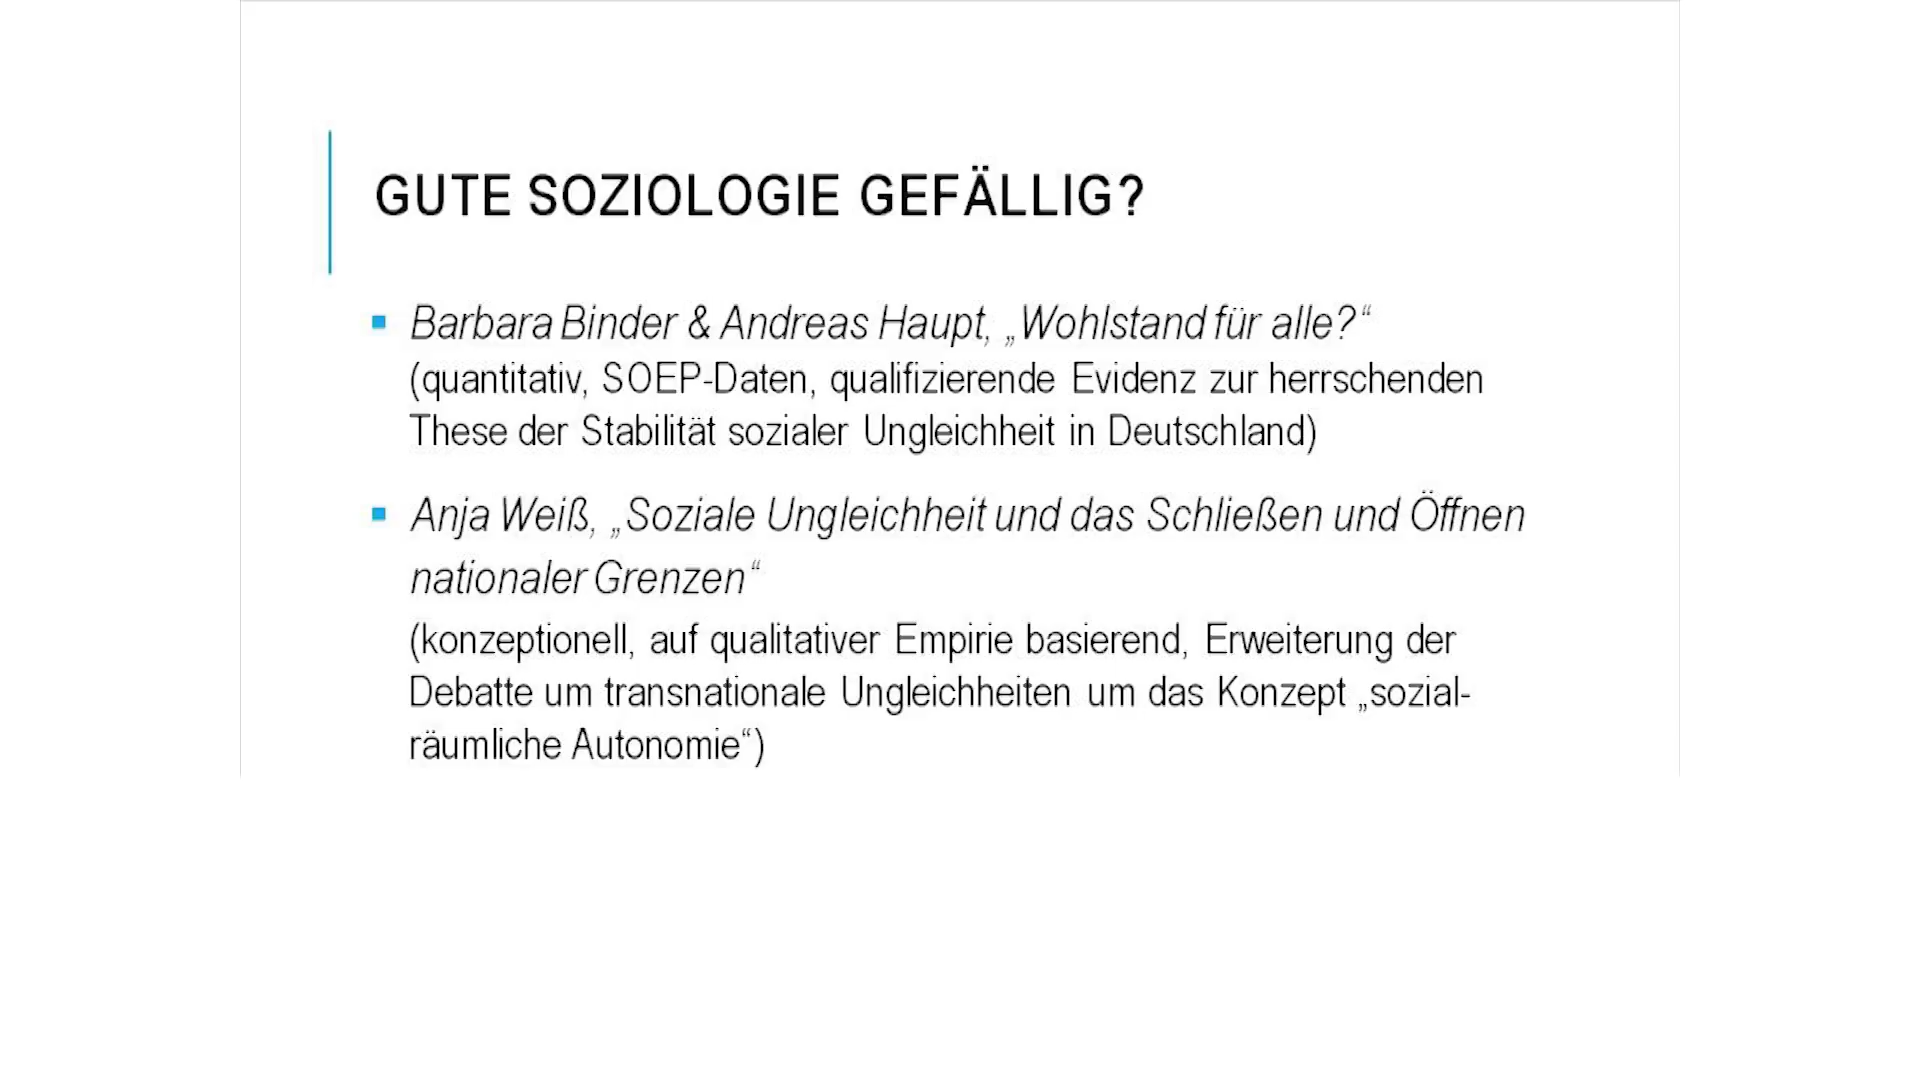 GUTE SOZIOLOGIE GEFÄLLIG?
Barbara Binder & Andreas Haupt, „Wohlstand für alle?“
(quantitativ, SOEP-Daten, qualifizierende Evidenz zur herrschenden
These der Stabilität sozialer Ungleichheit in Deutschland)
Anja Weiß, „Soziale Ungleichheit und das Schließen und Öffnen
nationaler Grenzen“
(konzeptionell, auf qualitativer Empirie basierend, Erweiterung der
Debatte um transnationale Ungleichheiten um das Konzept „sozial-
räumliche Autonomie“)